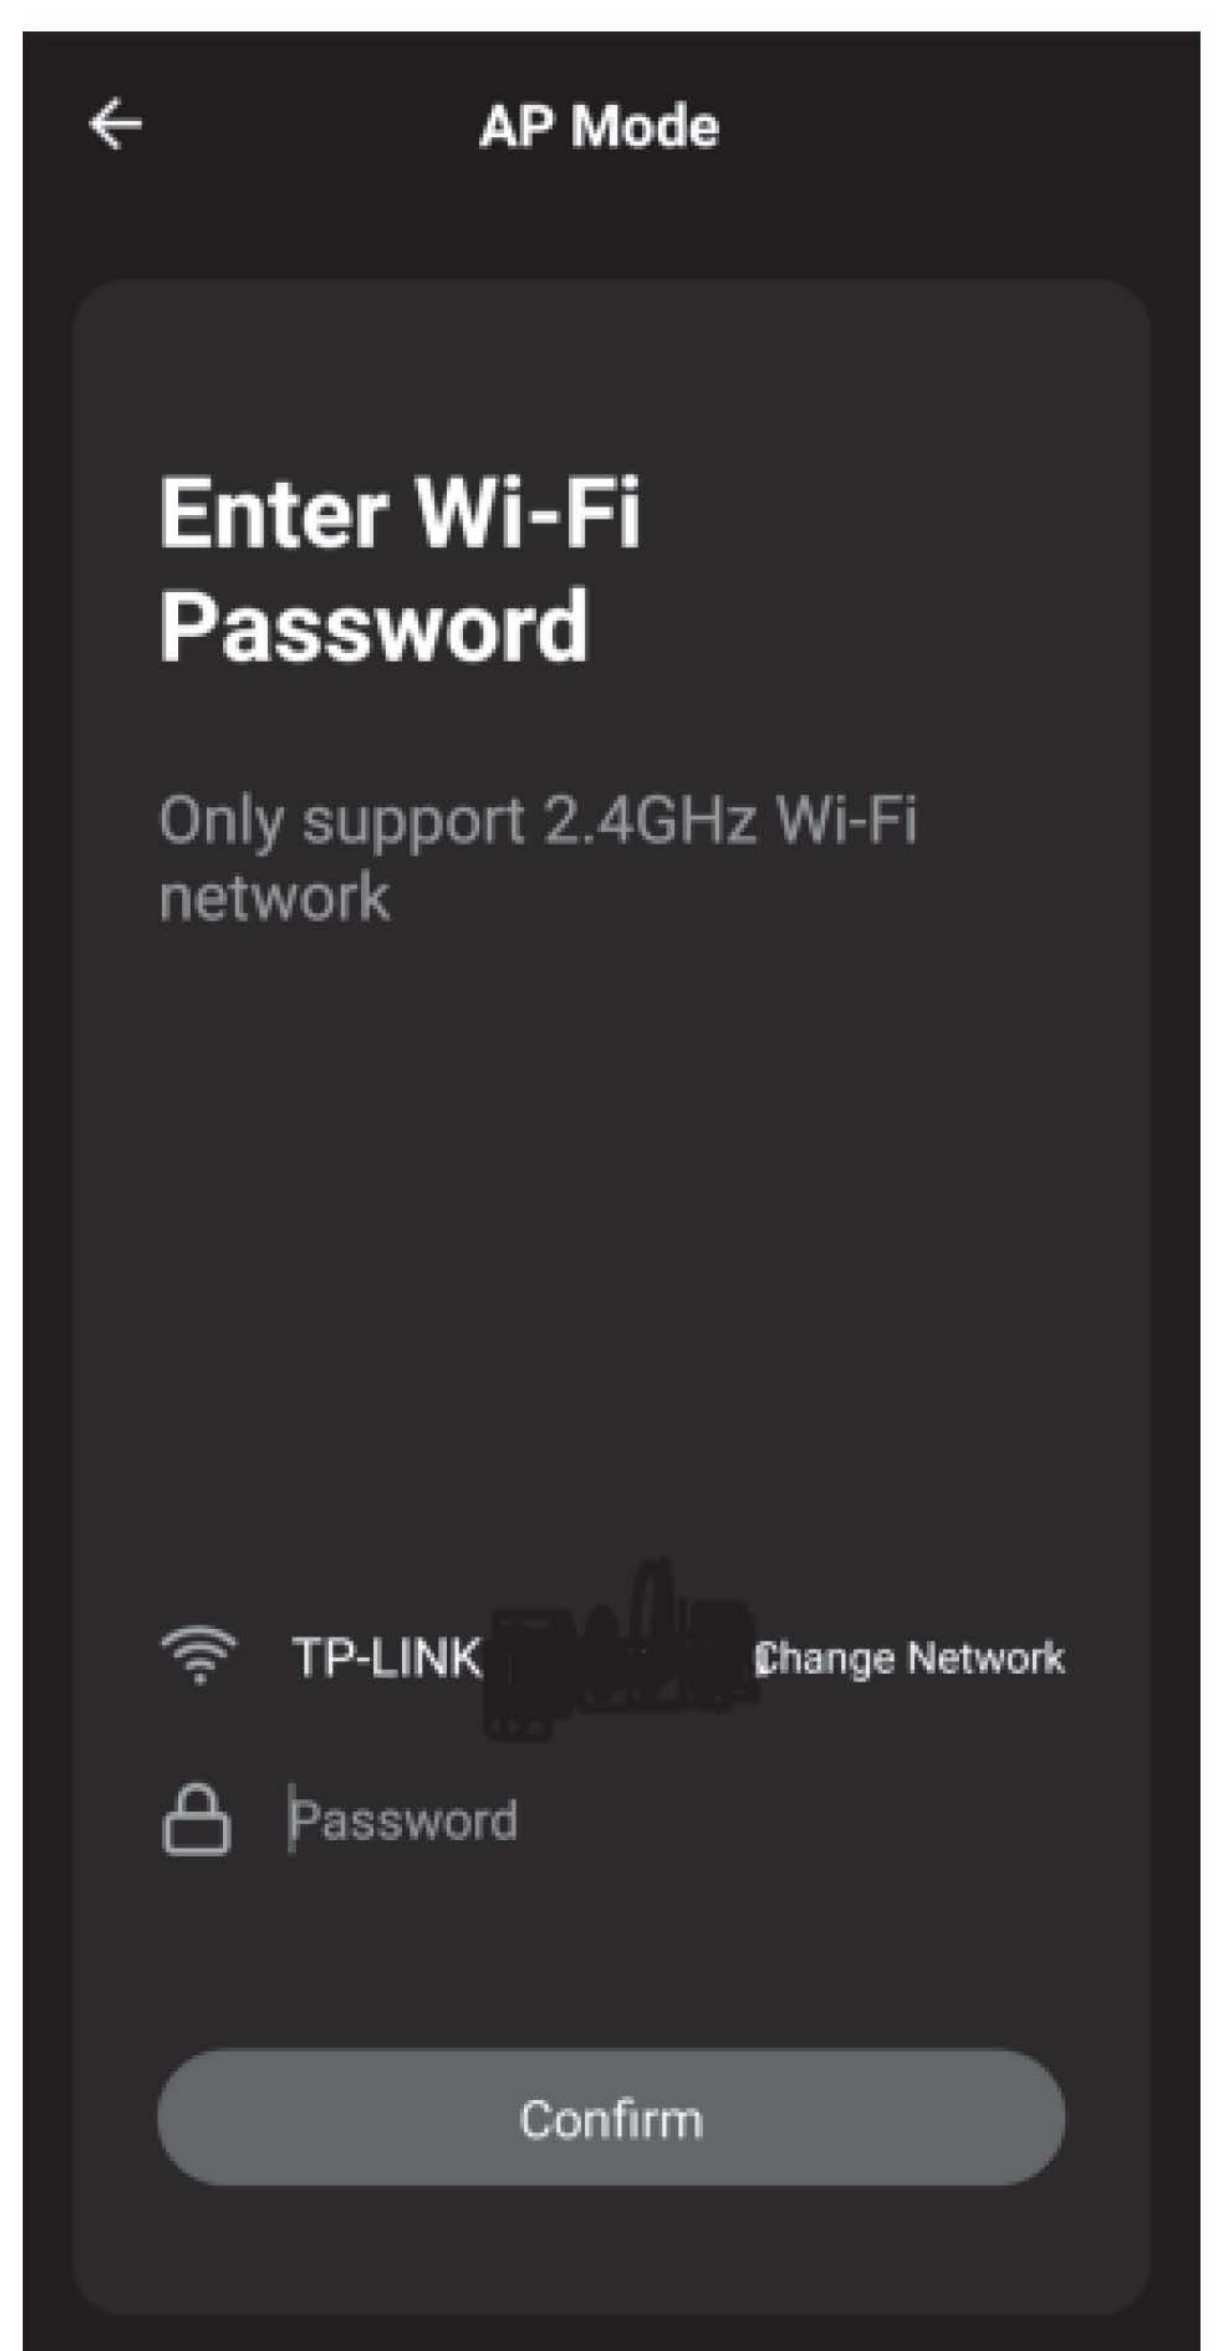 AP Mode
Enter Wi-Fi
Password
Only support 2.4GHz Wi-Fi
network
TP-LINK Change Network
Password
Confirm